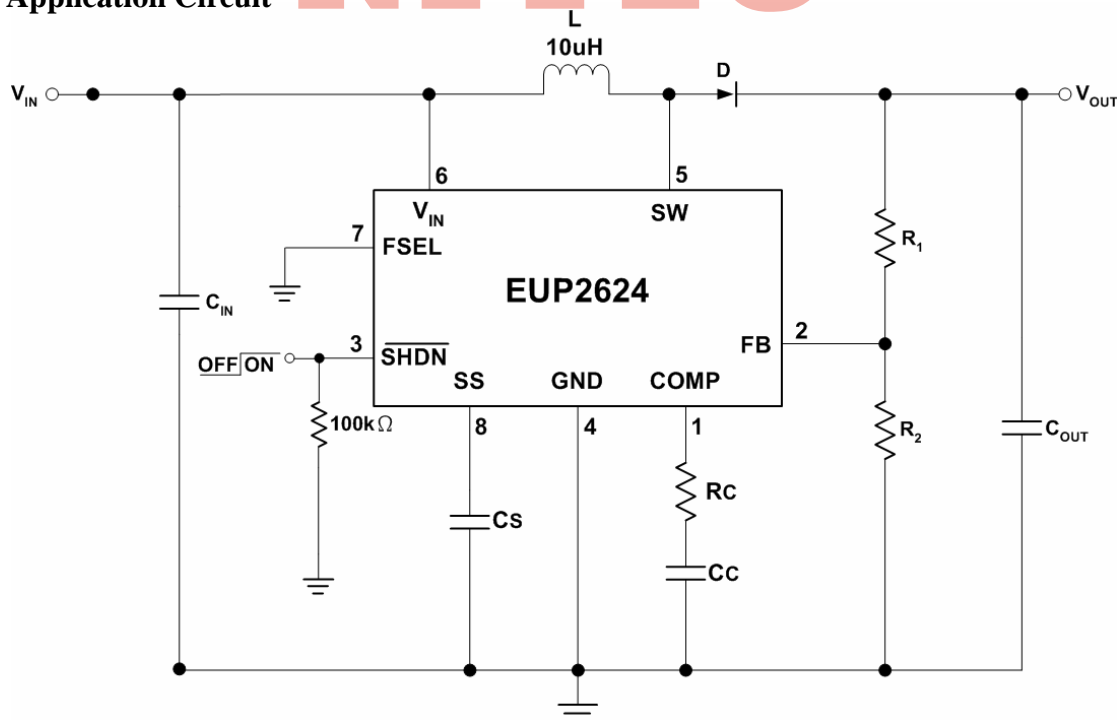 Application Circuit
L
10uH
D
VIN
VOUT
6
5
VIN
SW
7
FSEL
R1
EUP2624
CIN
2
FB
3
SHDN
OFF ON
SS
GND
COMP
100kΩ
8
4
1
R2
COUT
RC
CS
CC